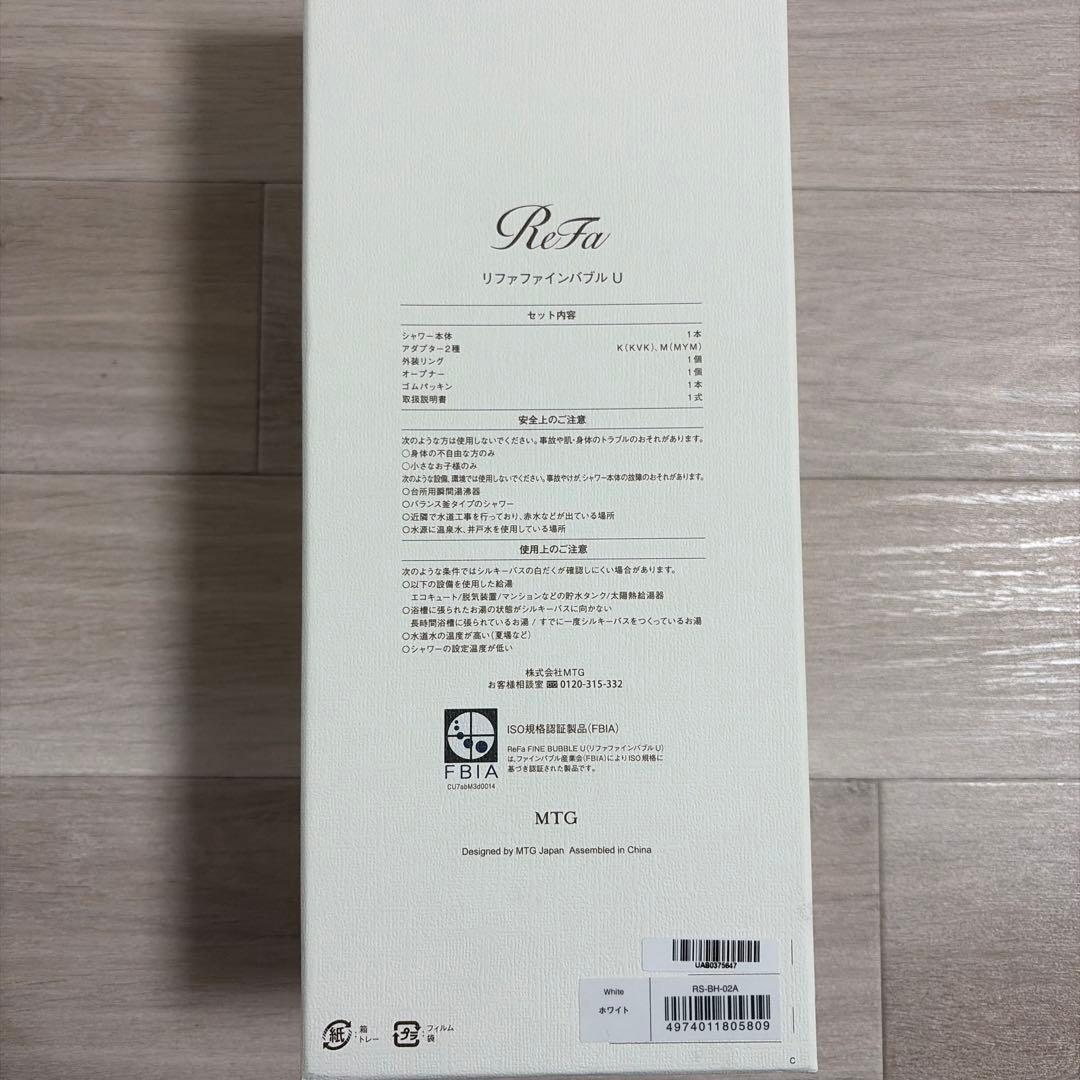 ReFa
リファファインバブル U
セット内容
シャワー本体 1本
アダプター2種 K(KVK)、M(MYM)
外装リング 1個
オープナー 1個
ゴムパッキン 1本
取扱説明書 1式
安全上のご注意
次のような方は使用しないでください。事故や肌・身体のトラブルのおそれがあります。
○身体の不自由な方のみ
○小さなお子様のみ
次のような設備、環境では使用しないでください。事故やけが、シャワー本体の故障のおそれがあります。
○台所用瞬間湯沸器
○バランス釜タイプのシャワー
○近隣で水道工事を行っており、赤水などが出ている場所
○水源に温泉水、井戸水を使用している場所
使用上のご注意
次のような条件ではシルキーバスの白だくが確認しにくい場合があります。
○以下の設備を使用した給湯
エコキュート/脱気装置/マンションなどの貯水タンク/太陽熱給湯器
○浴槽に張られたお湯の状態がシルキーバスに向かない
長時間浴槽に張られているお湯 / すでに一度シルキーバスをつくっているお湯
○水道水の温度が高い(夏場など)
○シャワーの設定温度が低い
株式会社MTG
お客様相談室 0120-315-332
FBIA
CU7abM3d0014
ISO規格認証製品(FBIA)
ReFa FINE BUBBLE U(リファファインバブル U)
は、ファインバブル産業会(FBIA)によりISO規格に
基づき認証された製品です。
MTG
Designed by MTG Japan Assembled in China
UAB0375647
White
ホワイト
RS-BH-02A
4974011805809
紙
:箱
:トレー
プラ
:フィルム
袋
C